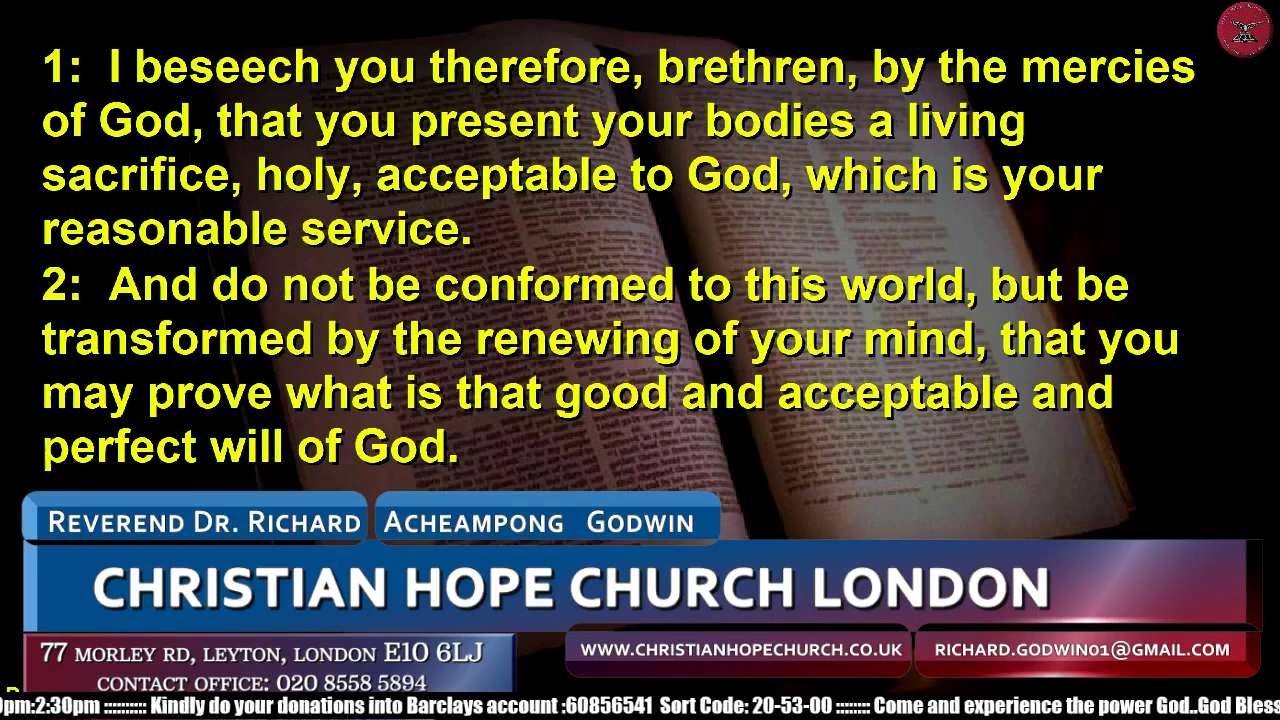 1: I beseech you therefore, brethren, by the mercies
of God, that you present your bodies a living
sacrifice, holy, acceptable to God, which is your
reasonable service.
2: And do not be conformed to this world, but be
transformed by the renewing of your mind, that you
may prove what is that good and acceptable and
perfect will of God.
REVEREND DR. RICHARD ACHEAMPONG GODWIN
CHRISTIAN HOPE CHURCH LONDON
77 MORLEY RD, LEYTON, LONDON E10 6LJ
CONTACT OFFICE: 020 8558 5894
WWW.CHRISTIANHOPECHURCH.CO.UK
RICHARD.GODWIN01@GMAIL.COM
pm:2:30pm :::::::::: Kindly do your donations into Barclays account :60856541 Sort Code: 20-53-00 :::::::: Come and experience the power God..God Bless